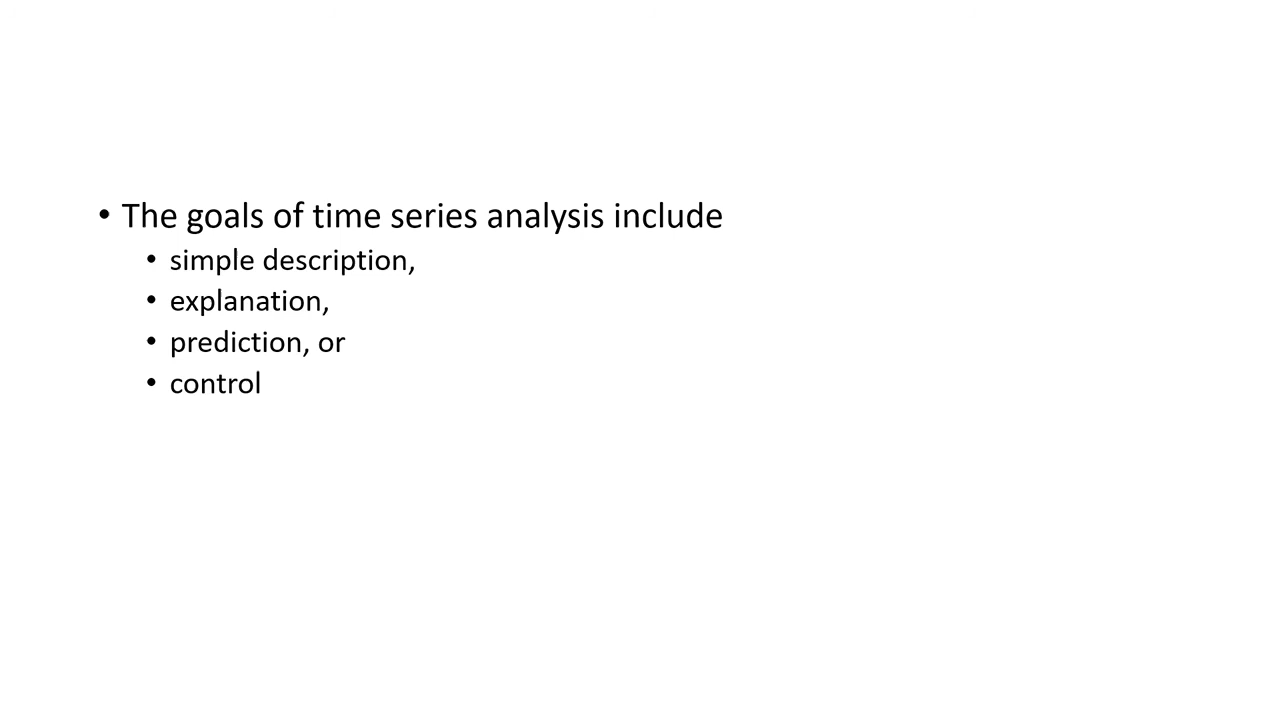 • The goals of time series analysis include
• simple description,
• explanation,
• prediction, or
• control